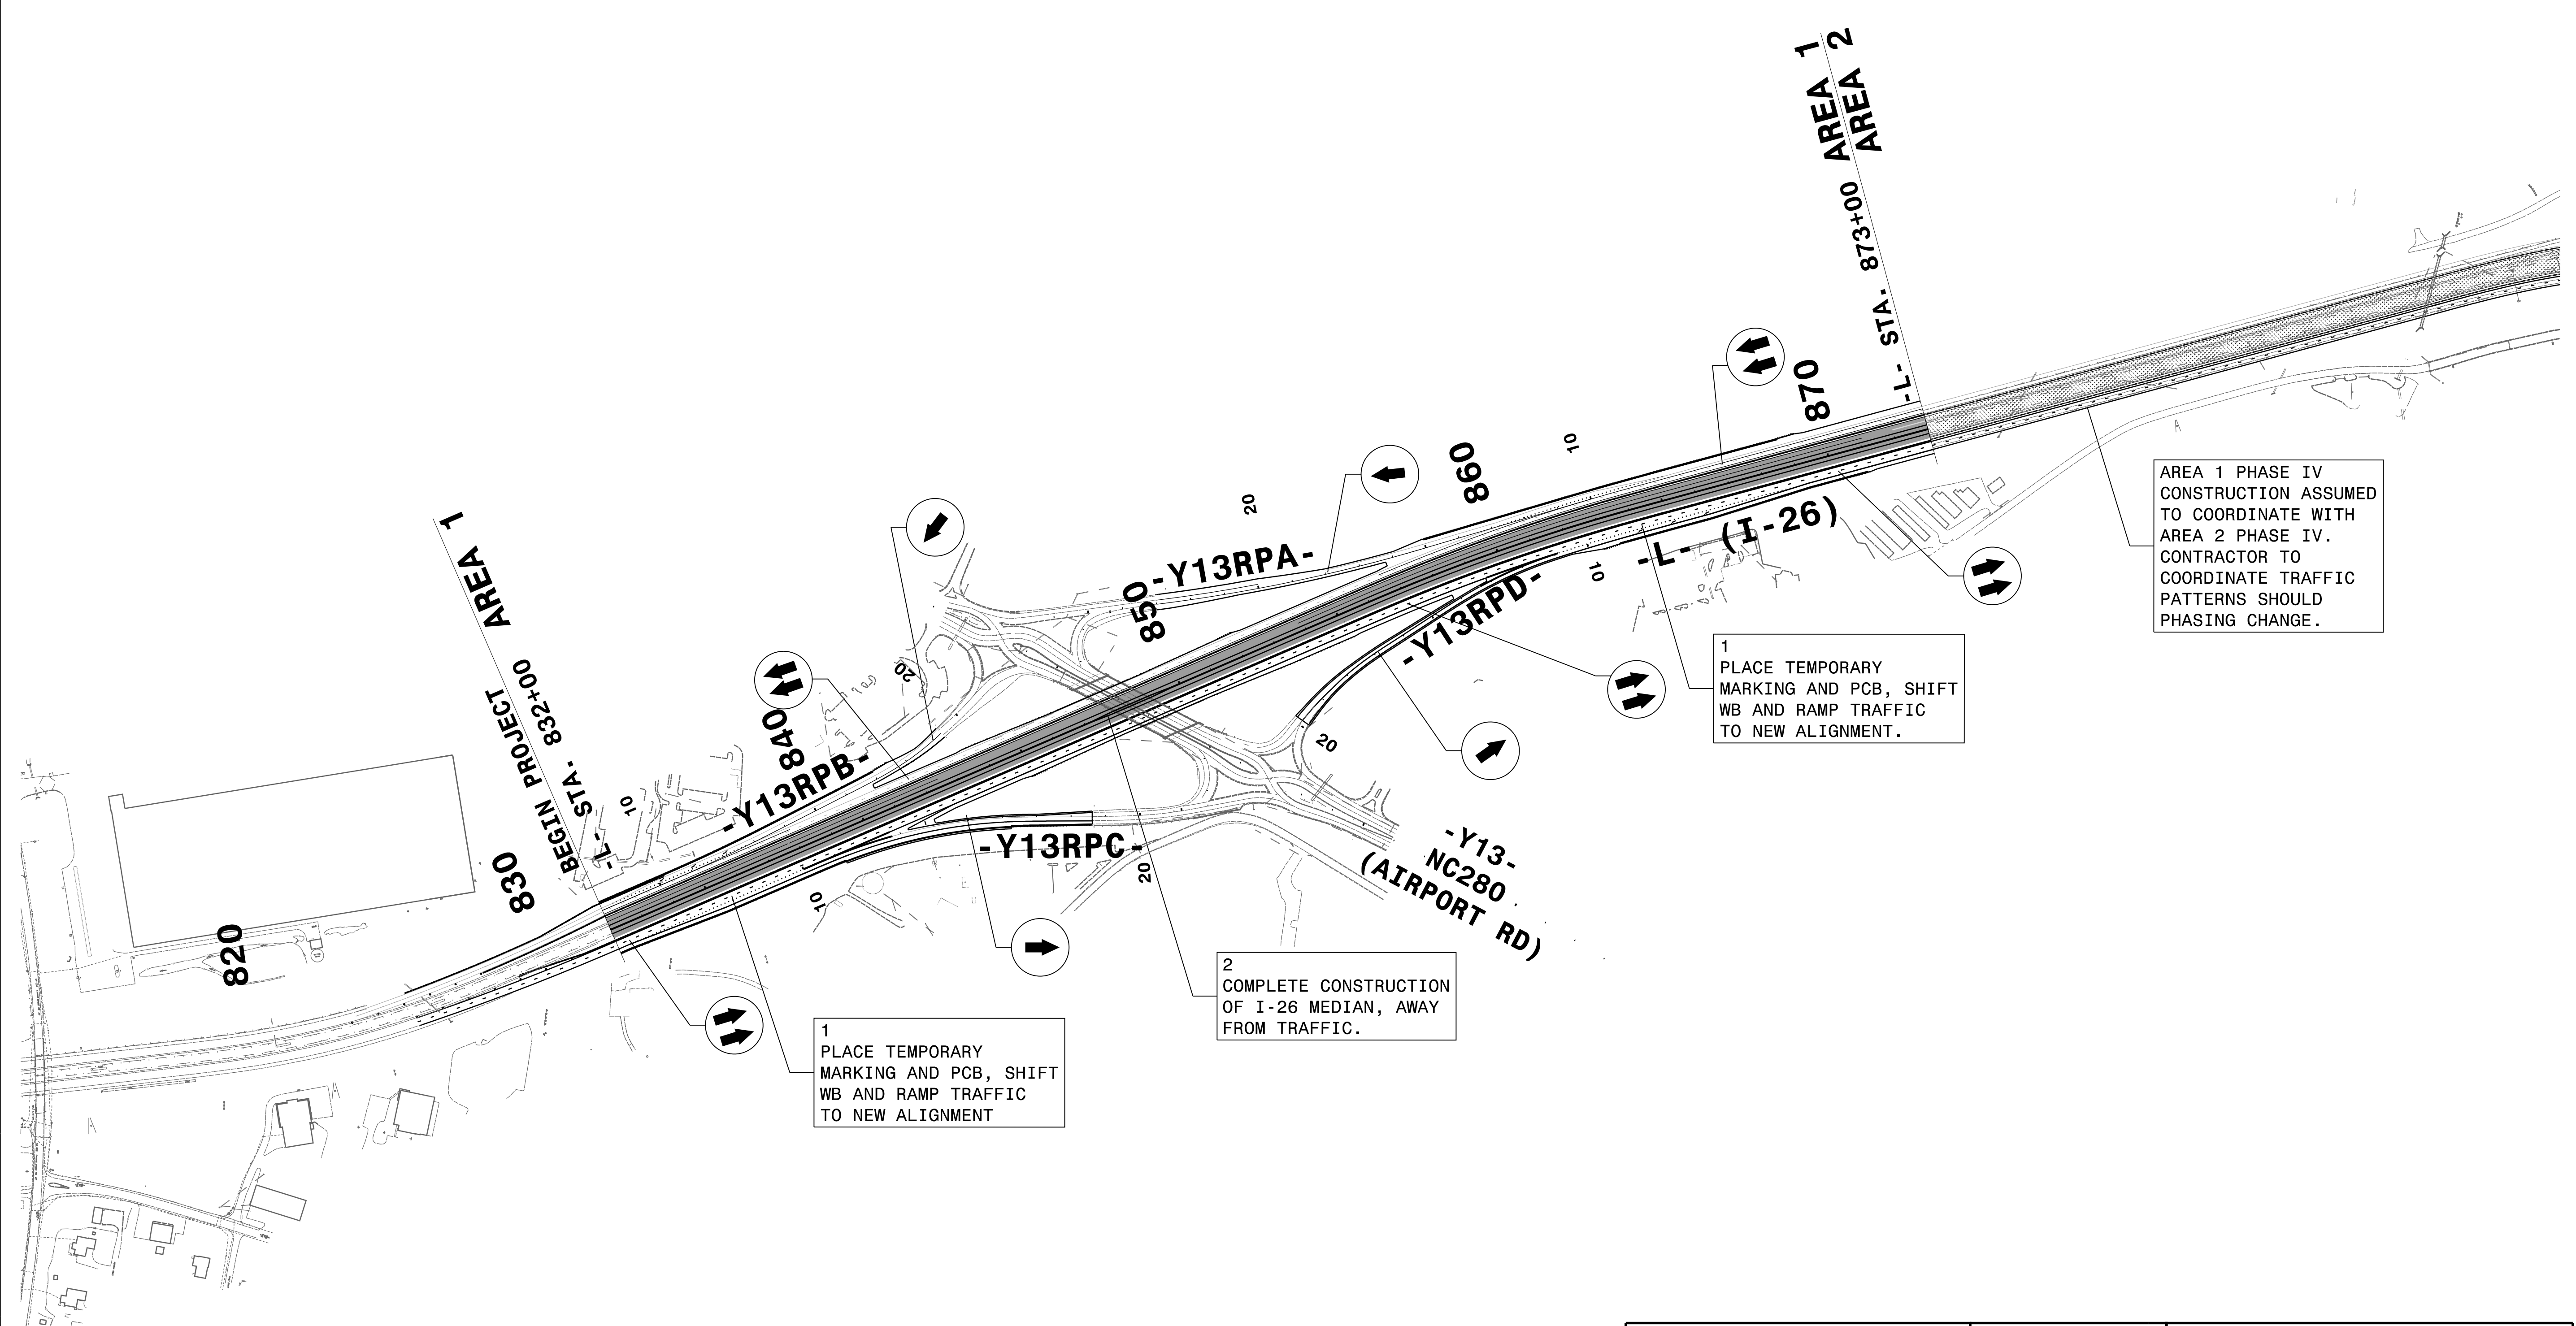 AREA 1
AREA 2
-L- STA. 873+00
AREA 1
BEGIN PROJECT
-L- STA. 832+00
820
830
840
850
860
870
10
20
20
10
10
20
10
20
-Y13RPA-
-Y13RPB-
-Y13RPC-
-Y13RPD-
-L- (I-26)
-Y13-
NC280
(AIRPORT RD)
AREA 1 PHASE IV
CONSTRUCTION ASSUMED
TO COORDINATE WITH
AREA 2 PHASE IV.
CONTRACTOR TO
COORDINATE TRAFFIC
PATTERNS SHOULD
PHASING CHANGE.
1
PLACE TEMPORARY
MARKING AND PCB, SHIFT
WB AND RAMP TRAFFIC
TO NEW ALIGNMENT.
2
COMPLETE CONSTRUCTION
OF I-26 MEDIAN, AWAY
FROM TRAFFIC.
1
PLACE TEMPORARY
MARKING AND PCB, SHIFT
WB AND RAMP TRAFFIC
TO NEW ALIGNMENT